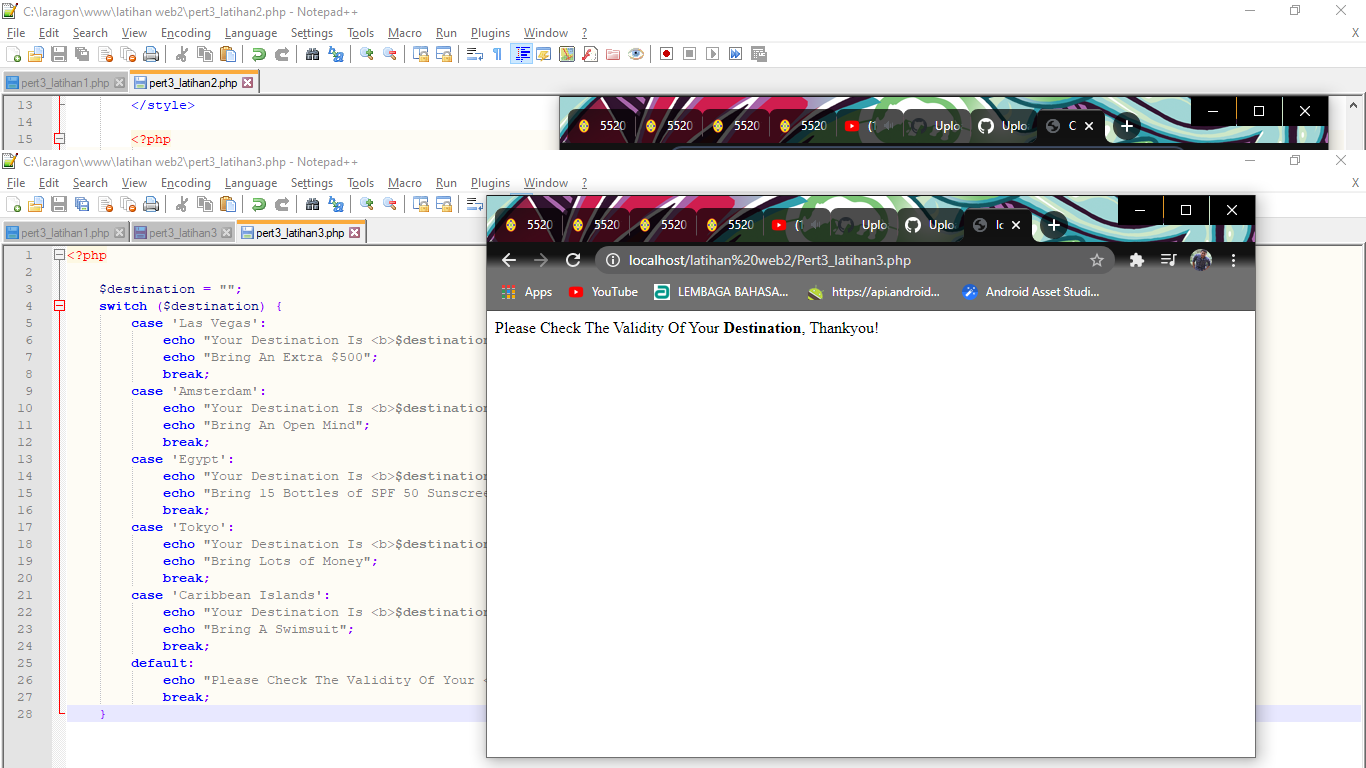 C:\laragon\www\latihan web2\pert3_latihan2.php - Notepad++
File Edit Search View Encoding Language Settings Tools Macro Run Plugins Window ? X
pert3_latihan1.php pert3_latihan2.php
13 </style>
14
15 <?php
5520 5520 5520 5520 Uplo Uplo
C:\laragon\www\latihan web2\pert3_latihan3.php - Notepad++
File Edit Search View Encoding Language Settings Tools Macro Run Plugins Window ? X
pert3_latihan1.php pert3_latihan3 pert3_latihan3.php
1 <?php
2
3 $destination = "";
4 switch ($destination) {
5 case 'Las Vegas':
6 echo "Your Destination Is <b>$destination
7 echo "Bring An Extra $500";
8 break;
9 case 'Amsterdam':
10 echo "Your Destination Is <b>$destination
11 echo "Bring An Open Mind";
12 break;
13 case 'Egypt':
14 echo "Your Destination Is <b>$destination
15 echo "Bring 15 Bottles of SPF 50 Sunscree
16 break;
17 case 'Tokyo':
18 echo "Your Destination Is <b>$destination
19 echo "Bring Lots of Money";
20 break;
21 case 'Caribbean Islands':
22 echo "Your Destination Is <b>$destination
23 echo "Bring A Swimsuit";
24 break;
25 default:
26 echo "Please Check The Validity Of Your <
27 break;
28 }
5520 5520 5520 5520 Uplo Uplo
localhost/latihan%20web2/Pert3_latihan3.php
Apps YouTube LEMBAGA BAHASA... https://api.android... Android Asset Studi...
Please Check The Validity Of Your Destination, Thankyou!